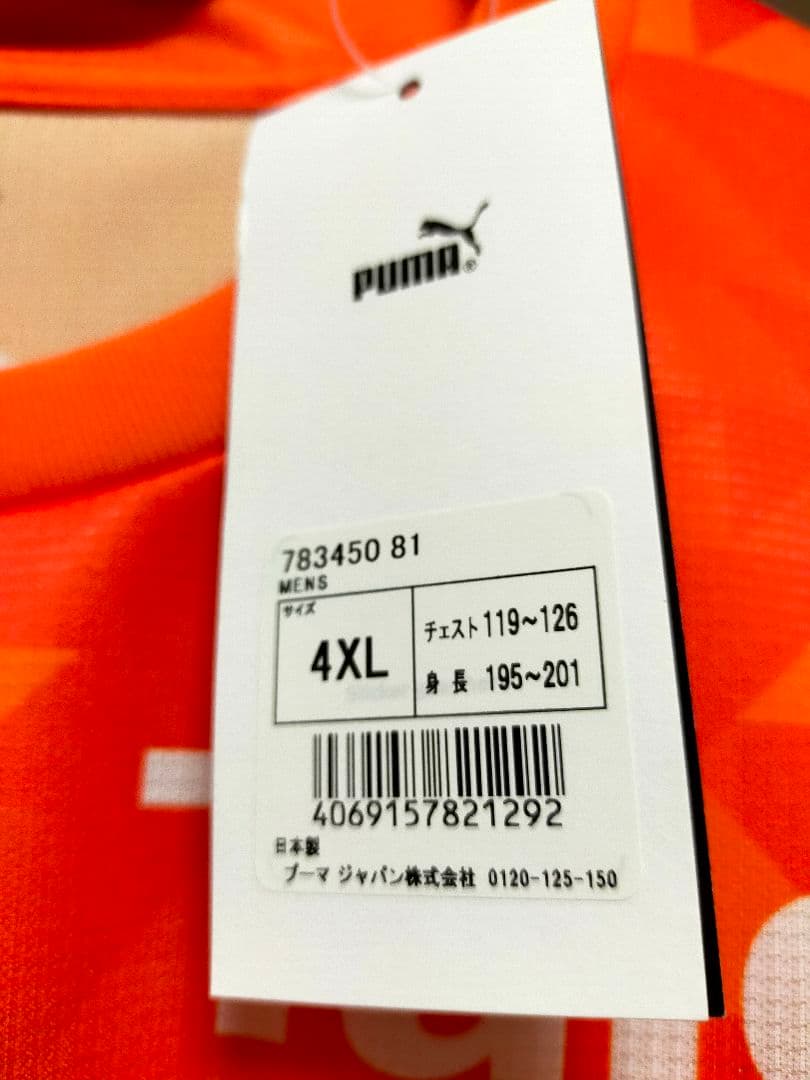 PUMA®
783450 81
MENS
サイズ
4XL
チェスト 119~126
身 長 195~201
4069157821292
日本製
プーマ ジャパン株式会社 0120-125-150